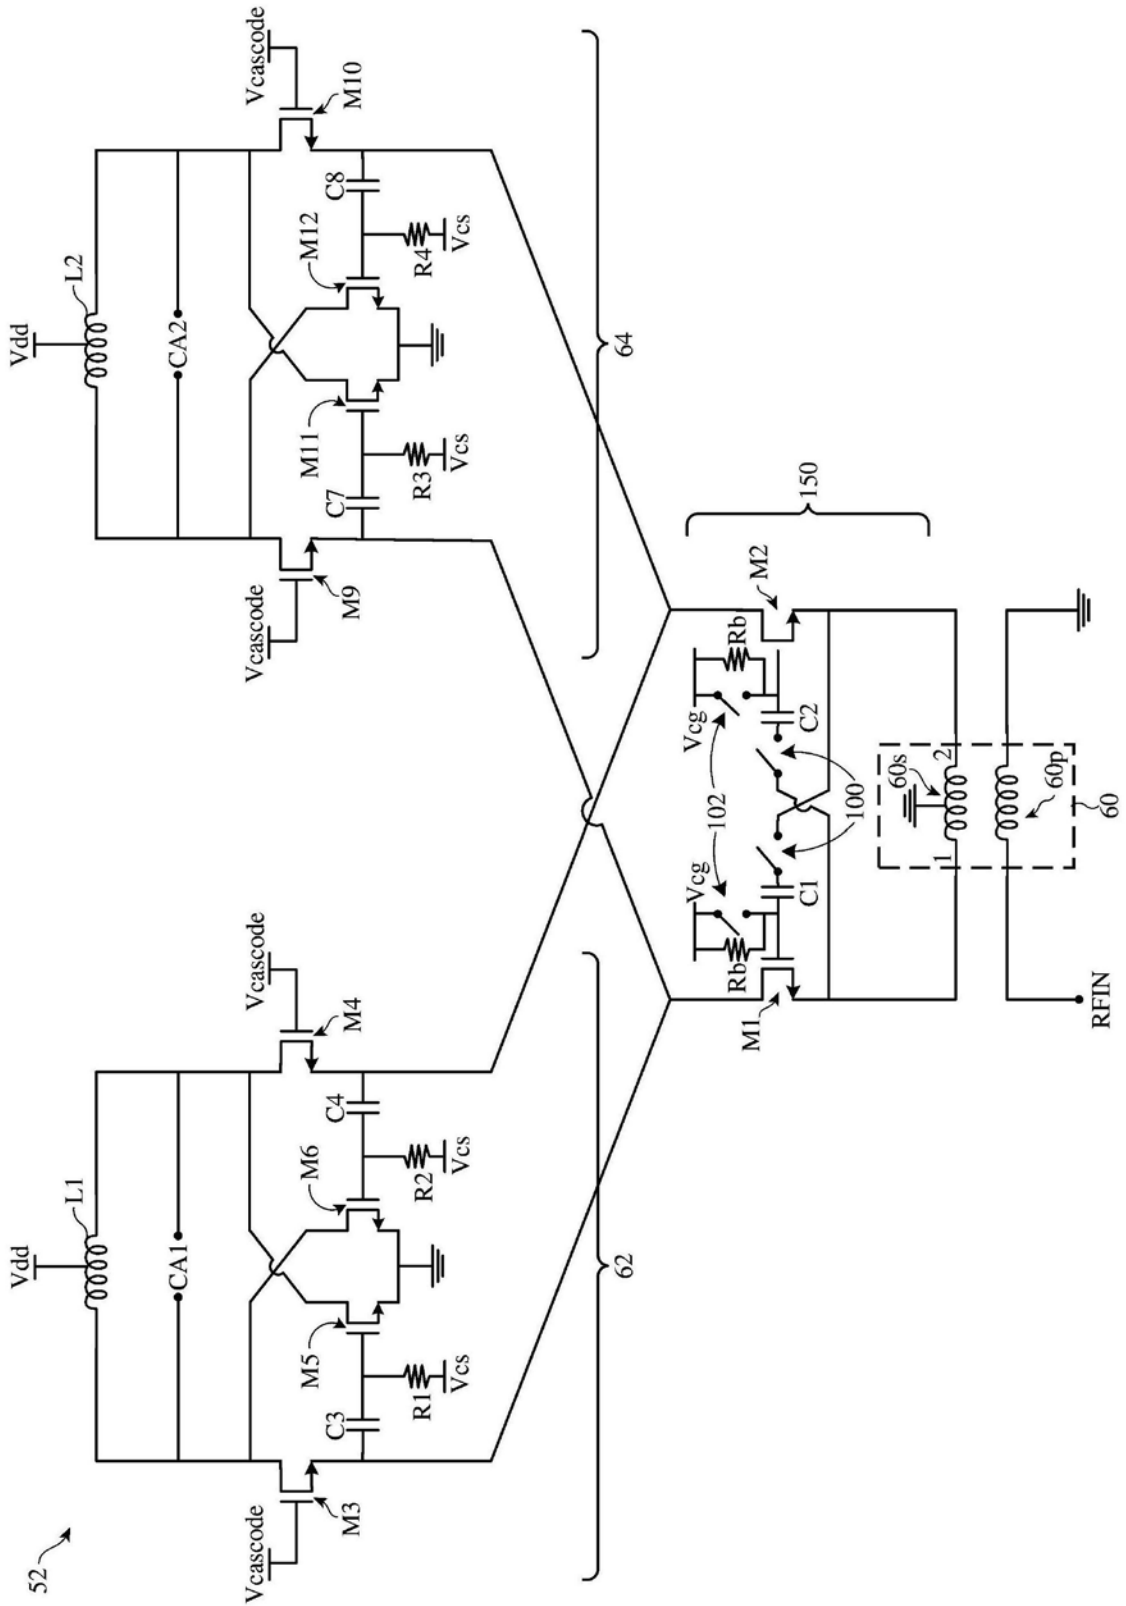 52
Vdd
Vdd
L1
L2
CA1
CA2
Vcascode
Vcascode
Vcascode
Vcascode
M3
M4
M9
M10
C3
M5
M6
C4
C7
M11
M12
C8
R1
Vcs
R2
Vcs
R3
Vcs
R4
Vcs
62
64
Vcg
102
Vcg
Rb
Rb
M1
C1
100
C2
M2
150
1
60s
2
60p
60
RFIN